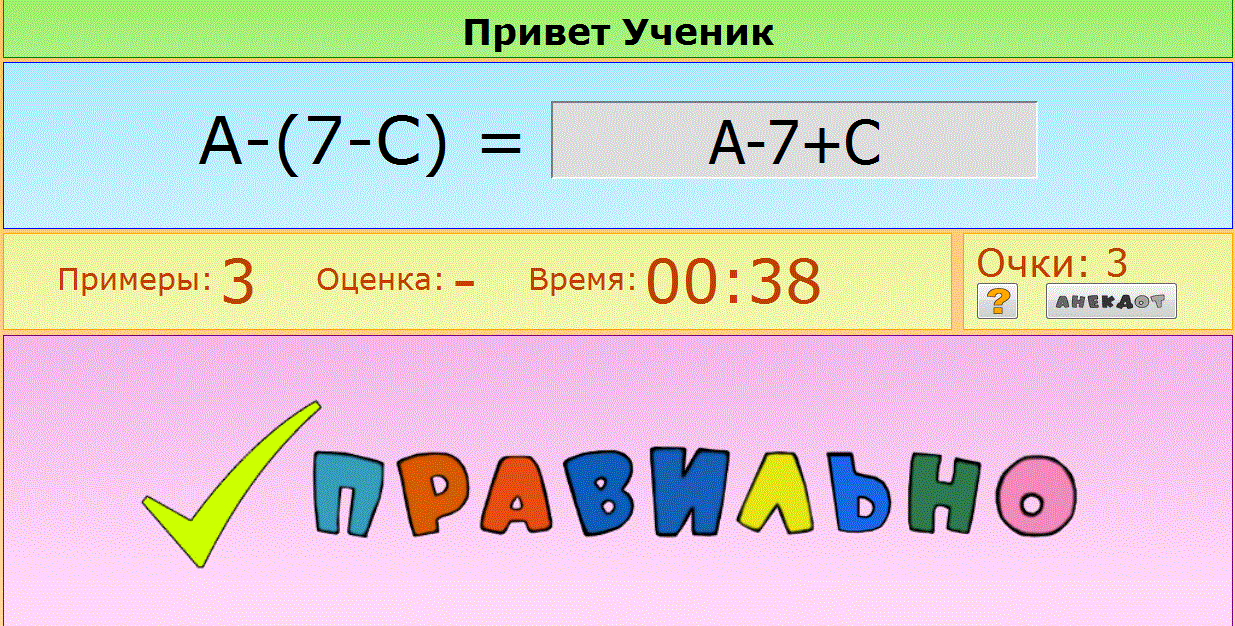 Привет Ученик
А-(7-С) = А-7+С
Примеры: 3 Оценка: - Время: 00:38
Очки: 3
? АНЕКДОТ
ПРАВИЛЬНО